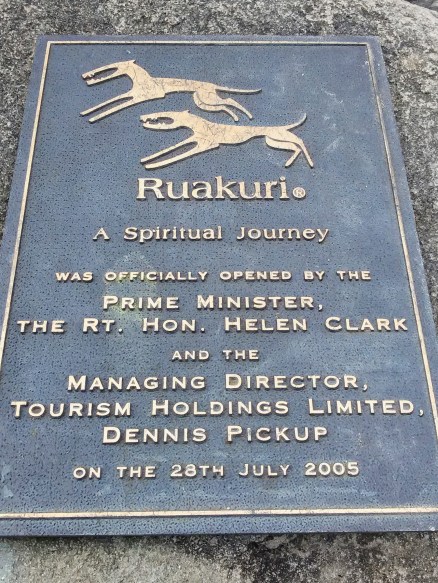 Ruakuri®
A Spiritual Journey
WAS OFFICIALLY OPENED BY THE
PRIME MINISTER,
THE RT. HON. HELEN CLARK
AND THE
MANAGING DIRECTOR,
TOURISM HOLDINGS LIMITED,
DENNIS PICKUP
ON THE 28TH JULY 2005